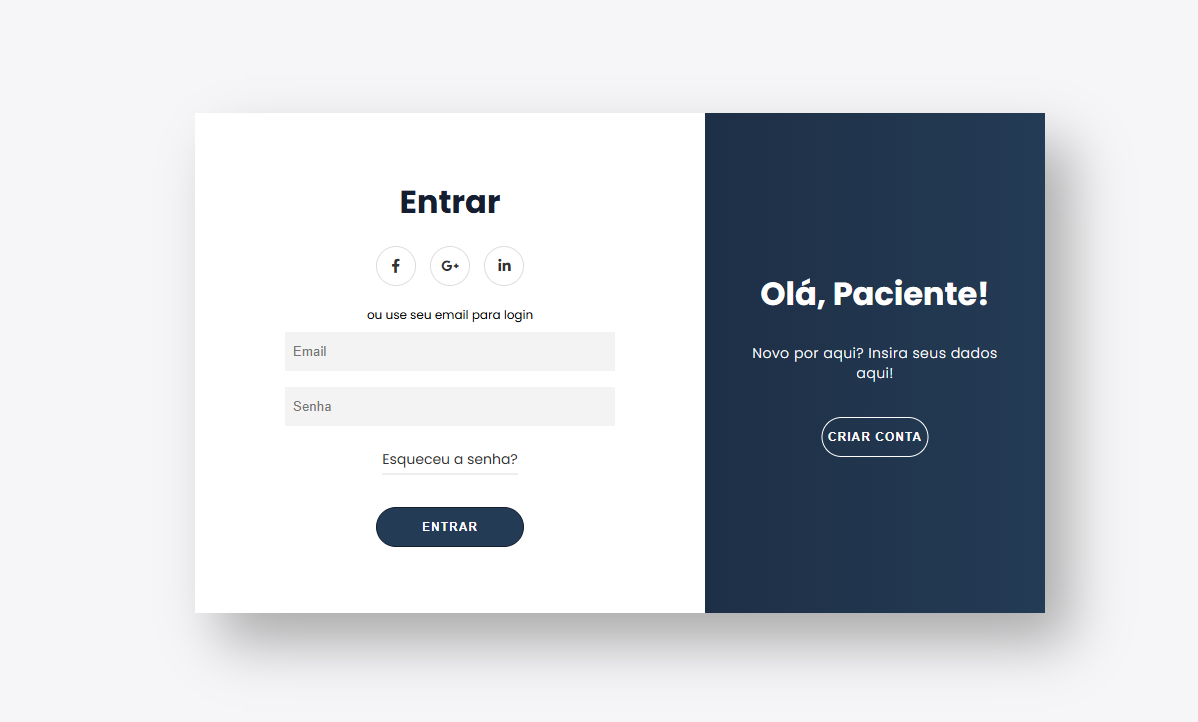 Entrar
f G+ in
ou use seu email para login
Email
Senha
Esqueceu a senha?
ENTRAR
Olá, Paciente!
Novo por aqui? Insira seus dados
aqui!
CRIAR CONTA